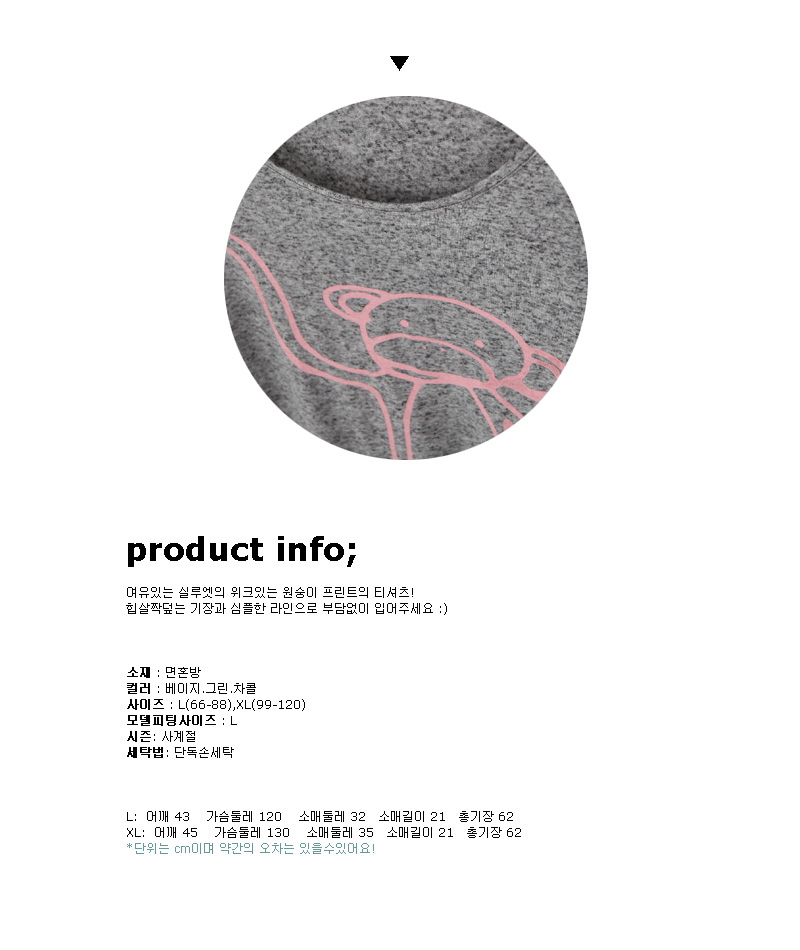 product info;
여유있는 실루엣의 위크있는 원숭이 프린트의 티셔츠!
힙살짝덮는 기장과 심플한 라인으로 부담없이 입어주세요 :)
소재 : 면혼방
컬러 : 베이지.그린.차콜
사이즈 : L(66-88),XL(99-120)
모델피팅사이즈 : L
시즌: 사계절
세탁법: 단독손세탁
L: 어깨 43 가슴둘레 120 소매둘레 32 소매길이 21 총기장 62
XL: 어깨 45 가슴둘레 130 소매둘레 35 소매길이 21 총기장 62
*단위는 cm이며 약간의 오차는 있을수있어요!